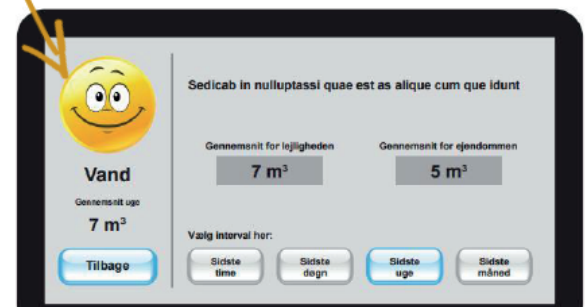 Sedicab in nulluptassi quae est as alique cum que idunt
Gennemsnit for lejligheden
Gennemsnit for ejendommen
7 m³
5 m³
Vand
Gennemsnit uge
7 m³
Tilbage
Vælg interval her:
Sidste
time
Sidste
døgn
Sidste
uge
Sidste
måned